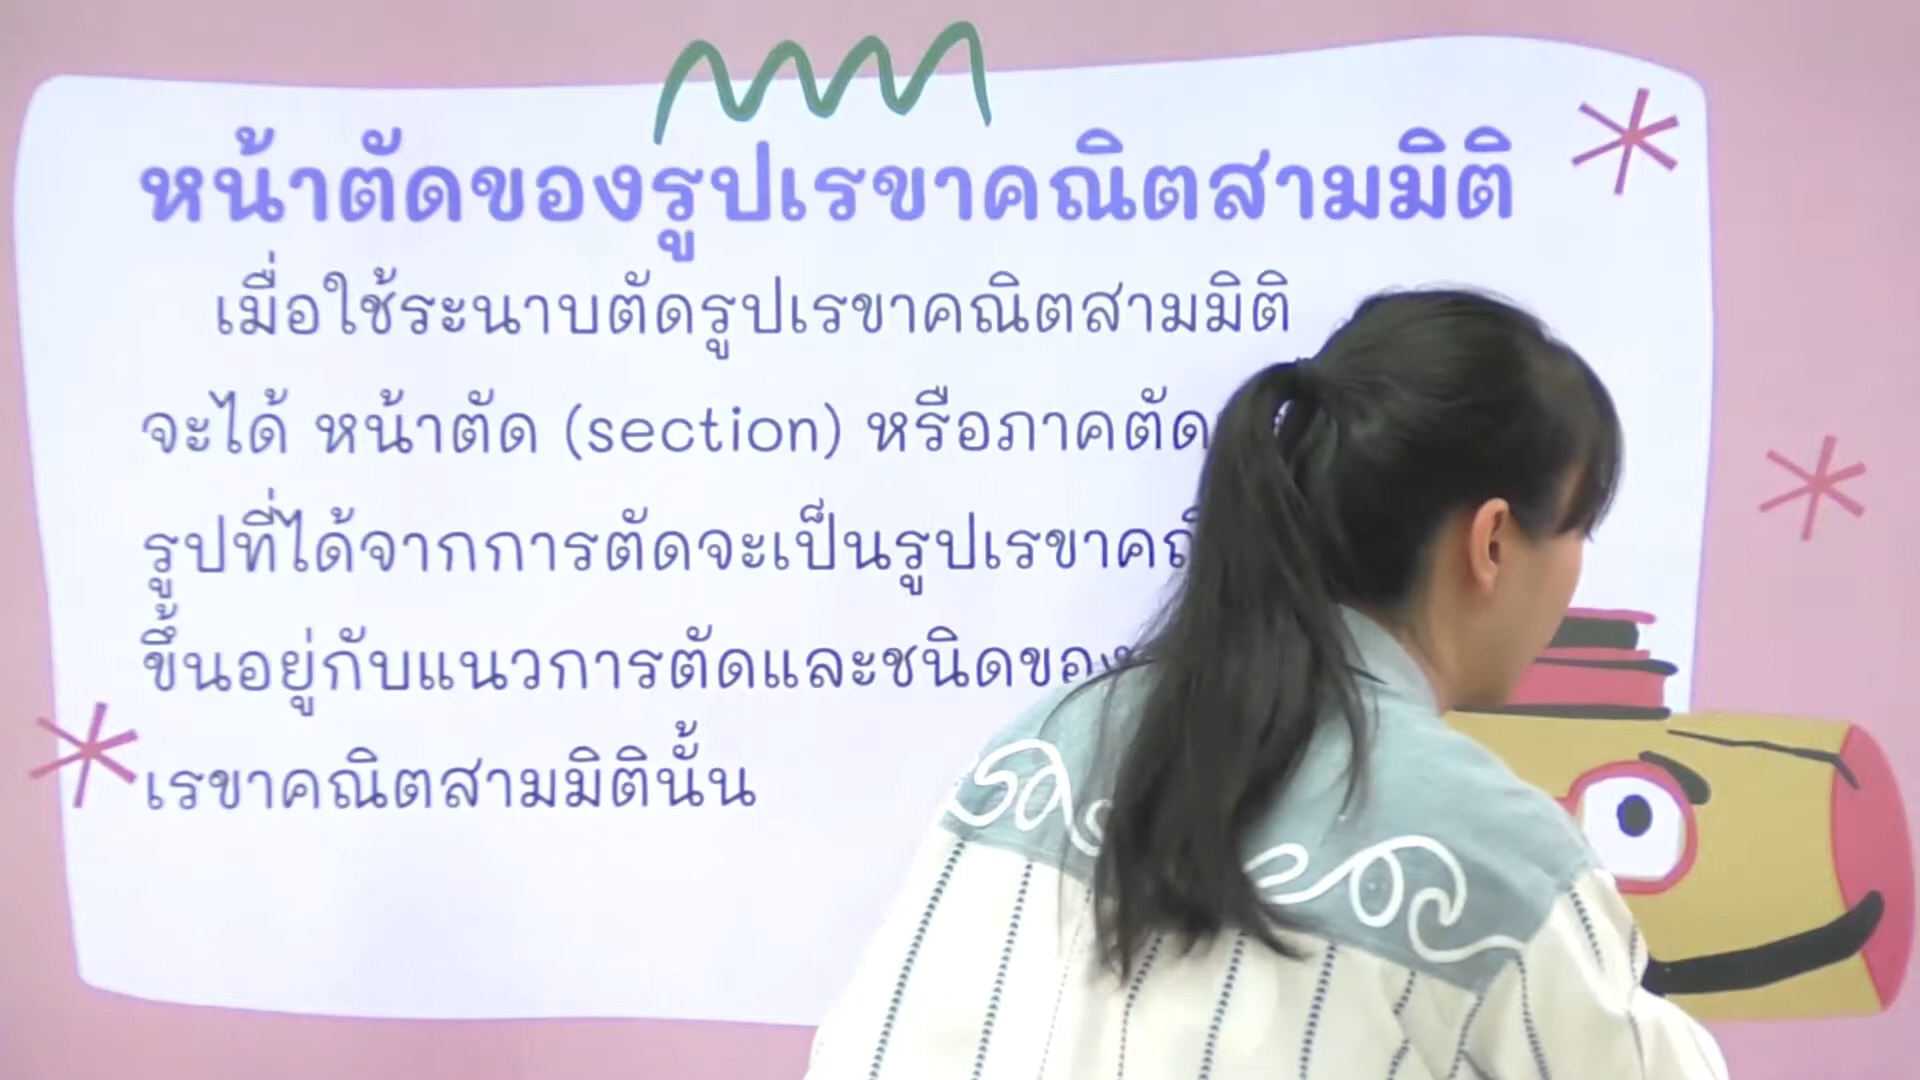 หน้าตัดของรูปเรขาคณิตสามมิติ
เมื่อใช้ระนาบตัดรูปเรขาคณิตสามมิติ
จะได้ หน้าตัด (section) หรือภาคตัด
รูปที่ได้จากการตัดจะเป็นรูปเรขาคณิ
ขึ้นอยู่กับแนวการตัดและชนิดของ
เรขาคณิตสามมิตินั้น